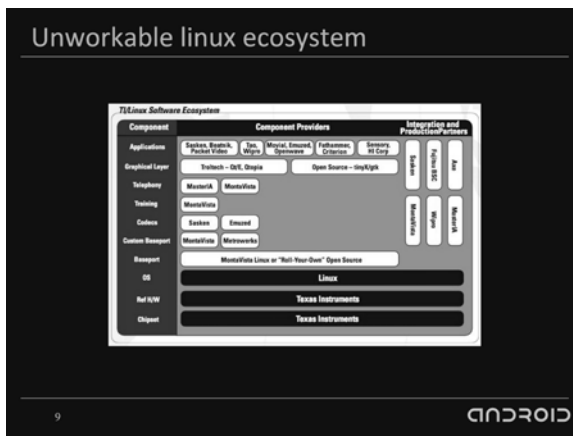 Unworkable linux ecosystem
TI/Linux Software Ecosystem
Component
Component Providers
Integration and
Production Partners
Applications
Sasken, Beatnik,
Packet Video
Tao,
Wipro
Movial, Emuzed,
Openwave
Fathammer,
Criterion
Sensory,
HI Corp
Graphical Layer
Trolltech – Qt/E, Qtopia
Open Source – tinyX/gtk
Telephony
MasterIA
MontaVista
Training
MontaVista
Codecs
Sasken
Emuzed
Custom Baseport
MontaVista
Metrowerks
Baseport
MontaVista Linux or "Roll-Your-Own" Open Source
OS
Linux
Ref H/W
Texas Instruments
Chipset
Texas Instruments
Sasken
Fujitsu BSC
MontaVista
Wipro
MasterIA
9
ANDROID